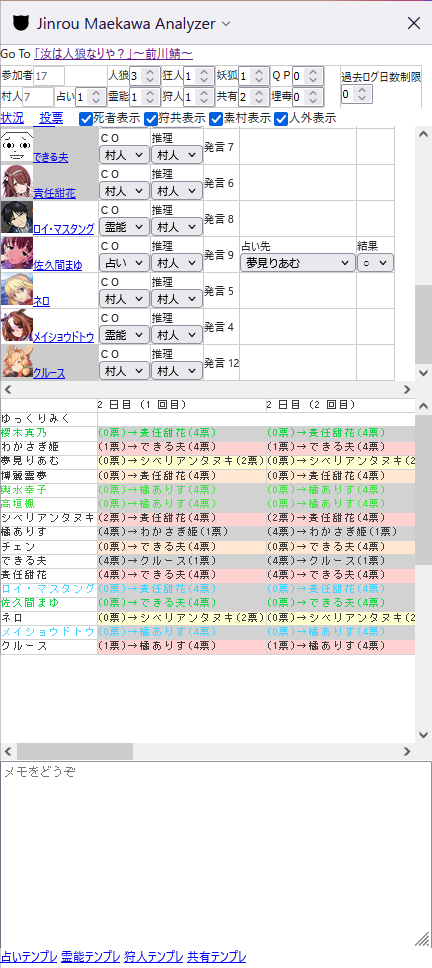 Jinrou Maekawa Analyzer
Go To 「汝は人狼なりや？」～前川鯖～
参加者 17 人狼 3 狂人 1 妖狐 1 ＱＰ 0 過去ログ日数制限
村人 7 占い 1 霊能 1 狩人 1 共有 2 埋毒 0 0
状況 投票 死者表示 狩共表示 素村表示 人外表示
できる夫 ＣＯ 村人 推理 村人 発言 7
責任甜花 ＣＯ 村人 推理 村人 発言 6
ロイ・マスタング ＣＯ 霊能 推理 村人 発言 8
佐久間まゆ ＣＯ 占い 推理 村人 発言 9 占い先 夢見りあむ 結果 ○
ネロ ＣＯ 村人 推理 村人 発言 5
メイショウドトウ ＣＯ 霊能 推理 村人 発言 4
クルース ＣＯ 村人 推理 村人 発言 12
2 日目 (1 回目) 2 日目 (2 回目)
ゆっくりみく
櫻木真乃 (0票)→責任甜花(4票) (0票)→責任甜花(4票)
わかさぎ姫 (1票)→できる夫(4票) (1票)→できる夫(4票)
夢見りあむ (0票)→シベリアンタヌキ(2票) (0票)→シベリアンタヌキ(2
博麗霊夢 (0票)→責任甜花(4票) (0票)→責任甜花(4票)
輿水幸子 (0票)→橘ありす(4票) (0票)→橘ありす(4票)
高垣楓 (0票)→橘ありす(4票) (0票)→橘ありす(4票)
シベリアンタヌキ (2票)→責任甜花(4票) (2票)→責任甜花(4票)
橘ありす (4票)→わかさぎ姫(1票) (4票)→わかさぎ姫(1票)
チェン (0票)→できる夫(4票) (0票)→できる夫(4票)
できる夫 (4票)→クルース(1票) (4票)→クルース(1票)
責任甜花 (4票)→できる夫(4票) (4票)→できる夫(4票)
ロイ・マスタング (0票)→責任甜花(4票) (0票)→責任甜花(4票)
佐久間まゆ (0票)→できる夫(4票) (0票)→できる夫(4票)
ネロ (0票)→シベリアンタヌキ(2票) (0票)→シベリアンタヌキ(2
メイショウドトウ (0票)→橘ありす(4票) (0票)→橘ありす(4票)
クルース (1票)→橘ありす(4票) (1票)→橘ありす(4票)
メモをどうぞ
占いテンプレ 霊能テンプレ 狩人テンプレ 共有テンプレ